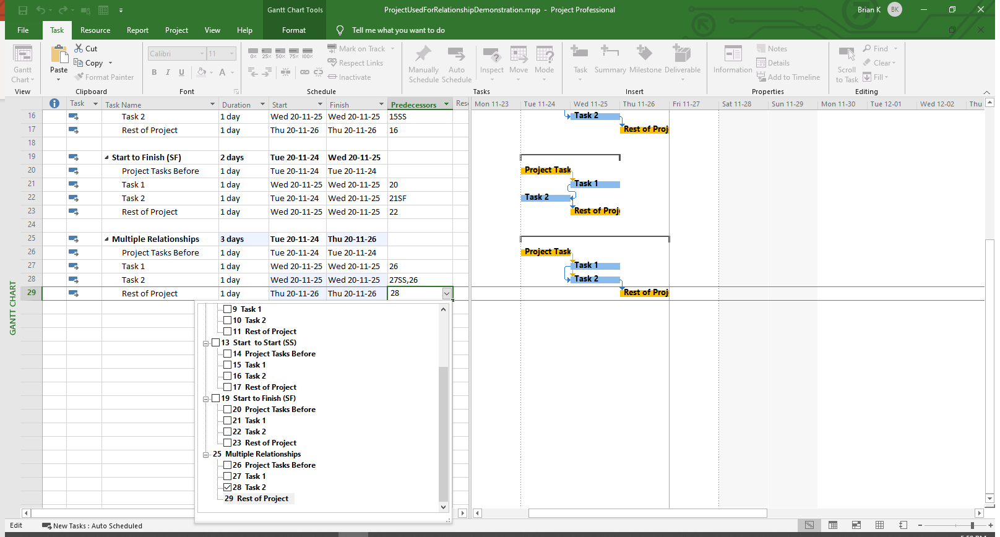 Gantt Chart Tools
ProjectUsedForRelationshipDemonstration.mpp - Project Professional
Brian K BK
File Task Resource Report Project View Help Format Tell me what you want to do
Gantt Chart
View
Paste
Cut
Copy
Format Painter
Clipboard
Calibri 11
B I U A
Font
0% 25% 50% 75% 100%
Mark on Track
Respect Links
Inactivate
Schedule
Manually Schedule
Auto Schedule
Inspect Move Mode
Tasks
Task Summary Milestone Deliverable
Insert
Information
Notes
Details
Add to Timeline
Properties
Scroll to Task
Find
Clear
Fill
Editing
Task Task Name Duration Start Finish Predecessors Reso
Mon 11-23 Tue 11-24 Wed 11-25 Thu 11-26 Fri 11-27 Sat 11-28 Sun 11-29 Mon 11-30 Tue 12-01 Wed 12-02 Thu
16 Task 2 1 day Wed 20-11-25 Wed 20-11-25 15SS
17 Rest of Project 1 day Thu 20-11-26 Thu 20-11-26 16
18
19 Start to Finish (SF) 2 days Tue 20-11-24 Wed 20-11-25
20 Project Tasks Before 1 day Tue 20-11-24 Tue 20-11-24
21 Task 1 1 day Wed 20-11-25 Wed 20-11-25 20
22 Task 2 1 day Tue 20-11-24 Wed 20-11-25 21SF
23 Rest of Project 1 day Wed 20-11-25 Wed 20-11-25 22
24
25 Multiple Relationships 3 days Tue 20-11-24 Thu 20-11-26
26 Project Tasks Before 1 day Tue 20-11-24 Tue 20-11-24
27 Task 1 1 day Wed 20-11-25 Wed 20-11-25 26
28 Task 2 1 day Wed 20-11-25 Wed 20-11-25 27SS,26
29 Rest of Project 1 day Thu 20-11-26 Thu 20-11-26 28
Task 2
Rest of Proj
Project Task
Task 1
Task 2
Rest of Proj
Project Task
Task 1
Task 2
Rest of Proj
GANTT CHART
9 Task 1
10 Task 2
11 Rest of Project
13 Start to Start (SS)
14 Project Tasks Before
15 Task 1
16 Task 2
17 Rest of Project
19 Start to Finish (SF)
20 Project Tasks Before
21 Task 1
22 Task 2
23 Rest of Project
25 Multiple Relationships
26 Project Tasks Before
27 Task 1
28 Task 2
29 Rest of Project
Edit New Tasks : Auto Scheduled